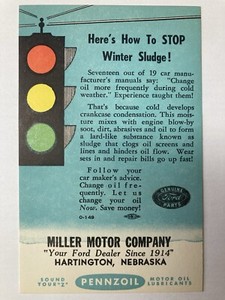 Here's How To STOP
Winter Sludge!
Seventeen out of 19 car manu-
facturer's manuals say: "Change
oil more frequently during cold
weather." Experience taught them!
That's because cold develops
crankcase condensation. This mois-
ture mixes with engine blow-by
soot, dirt, abrasives and oil to form
a lard-like substance known as
sludge that clogs oil screens and
lines and hinders oil flow. Wear
sets in and repair bills go up fast!
Follow your
car maker's advice.
Change oil fre-
quently. Let us
change your oil
Now. Save money!
O-149
GENUINE
Ford
PARTS
MILLER MOTOR COMPANY
"Your Ford Dealer Since 1914"
HARTINGTON, NEBRASKA
SOUND
YOUR "Z"
PENNZOIL
MOTOR OIL
LUBRICANTS